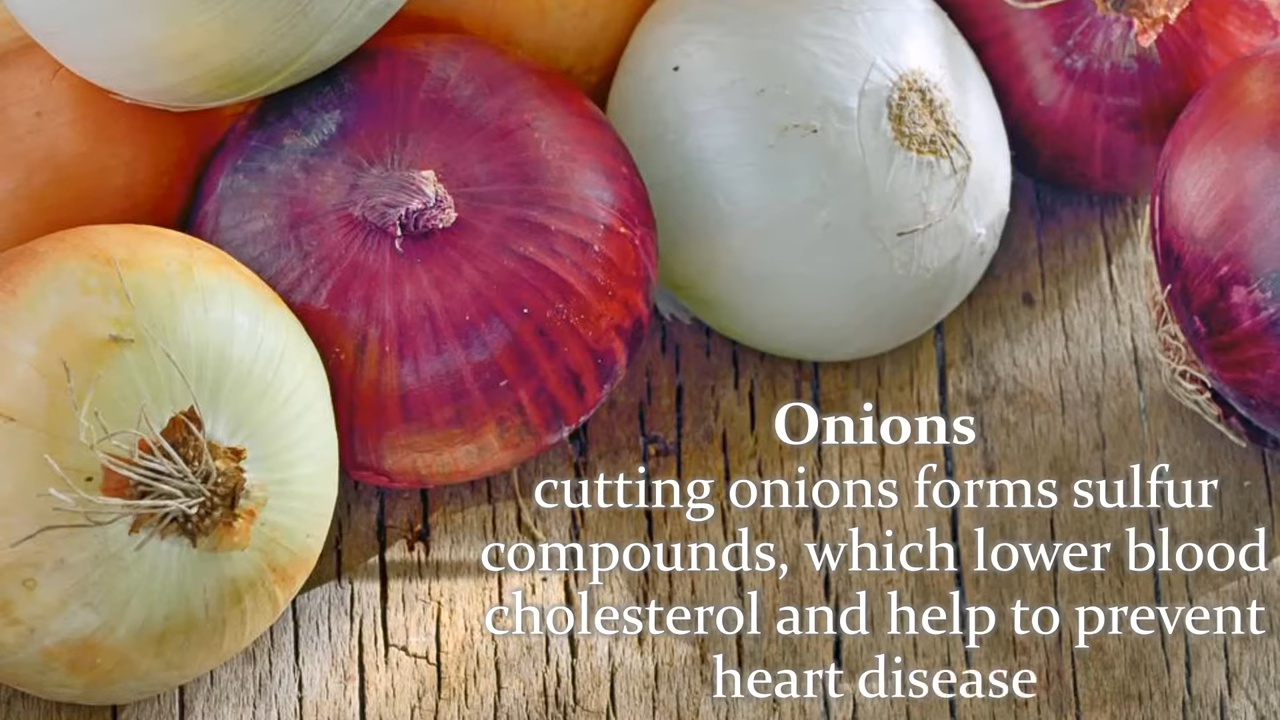 Onions
cutting onions forms sulfur
compounds, which lower blood
cholesterol and help to prevent
heart disease